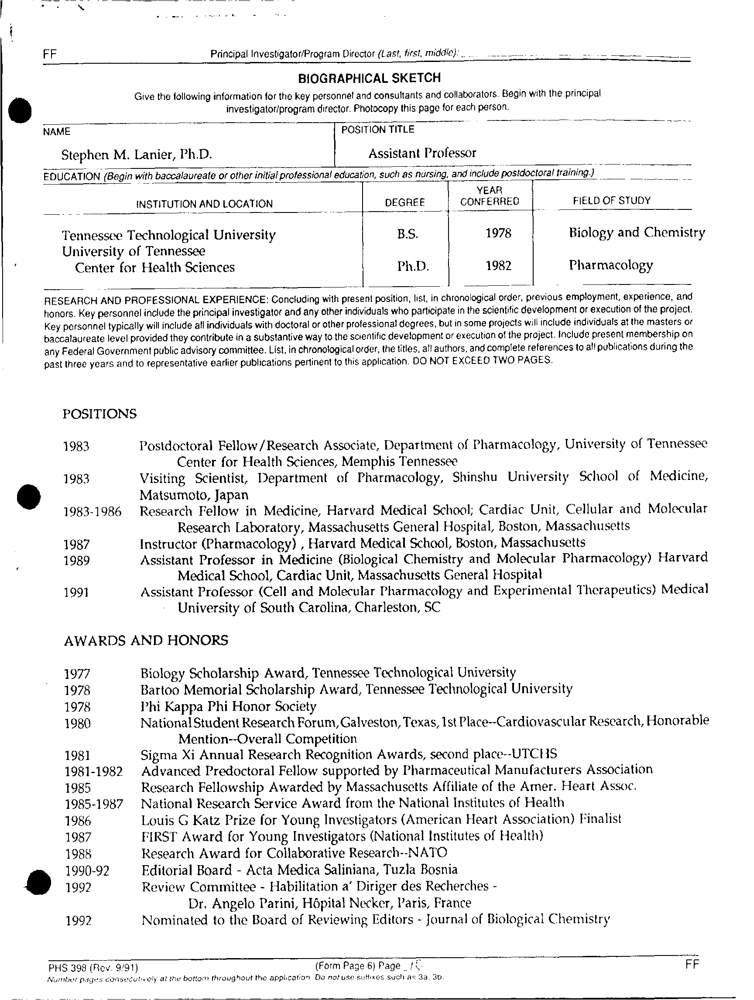 FF Principal Investigator/Program Director (Last, first, middle):
BIOGRAPHICAL SKETCH
Give the following information for the key personnel and consultants and collaborators. Begin with the principal
investigator/program director. Photocopy this page for each person.
NAME POSITION TITLE
Stephen M. Lanier, Ph.D. Assistant Professor
EDUCATION (Begin with baccalaureate or other initial professional education, such as nursing, and include postdoctoral training.)
INSTITUTION AND LOCATION DEGREE YEAR CONFERRED FIELD OF STUDY
Tennessee Technological University B.S. 1978 Biology and Chemistry
University of Tennessee
Center for Health Sciences Ph.D. 1982 Pharmacology
RESEARCH AND PROFESSIONAL EXPERIENCE: Concluding with present position, list, in chronological order, previous employment, experience, and
honors. Key personnel include the principal investigator and any other individuals who participate in the scientific development or execution of the project.
Key personnel typically will include all individuals with doctoral or other professional degrees, but in some projects will include individuals at the masters or
baccalaureate level provided they contribute in a substantive way to the scientific development or execution of the project. Include present membership on
any Federal Government public advisory committee. List, in chronological order, the titles, all authors, and complete references to all publications during the
past three years and to representative earlier publications pertinent to this application. DO NOT EXCEED TWO PAGES.
POSITIONS
1983 Postdoctoral Fellow/Research Associate, Department of Pharmacology, University of Tennessee
Center for Health Sciences, Memphis Tennessee
1983 Visiting Scientist, Department of Pharmacology, Shinshu University School of Medicine,
Matsumoto, Japan
1983-1986 Research Fellow in Medicine, Harvard Medical School; Cardiac Unit, Cellular and Molecular
Research Laboratory, Massachusetts General Hospital, Boston, Massachusetts
1987 Instructor (Pharmacology) , Harvard Medical School, Boston, Massachusetts
1989 Assistant Professor in Medicine (Biological Chemistry and Molecular Pharmacology) Harvard
Medical School, Cardiac Unit, Massachusetts General Hospital
1991 Assistant Professor (Cell and Molecular Pharmacology and Experimental Therapeutics) Medical
University of South Carolina, Charleston, SC
AWARDS AND HONORS
1977 Biology Scholarship Award, Tennessee Technological University
1978 Bartoo Memorial Scholarship Award, Tennessee Technological University
1978 Phi Kappa Phi Honor Society
1980 National Student Research Forum, Galveston, Texas, 1st Place--Cardiovascular Research, Honorable
Mention--Overall Competition
1981 Sigma Xi Annual Research Recognition Awards, second place--UTCHS
1981-1982 Advanced Predoctoral Fellow supported by Pharmaceutical Manufacturers Association
1985 Research Fellowship Awarded by Massachusetts Affiliate of the Amer. Heart Assoc.
1985-1987 National Research Service Award from the National Institutes of Health
1986 Louis G Katz Prize for Young Investigators (American Heart Association) Finalist
1987 FIRST Award for Young Investigators (National Institutes of Health)
1988 Research Award for Collaborative Research--NATO
1990-92 Editorial Board - Acta Medica Saliniana, Tuzla Bosnia
1992 Review Committee - Habilitation a' Diriger des Recherches -
Dr. Angelo Parini, Hôpital Necker, Paris, France
1992 Nominated to the Board of Reviewing Editors - Journal of Biological Chemistry
PHS 398 (Rev. 9/91) (Form Page 6) Page FF
Number pages consecutively at the bottom throughout the application. Do not use suffixes such as 3a, 3b.